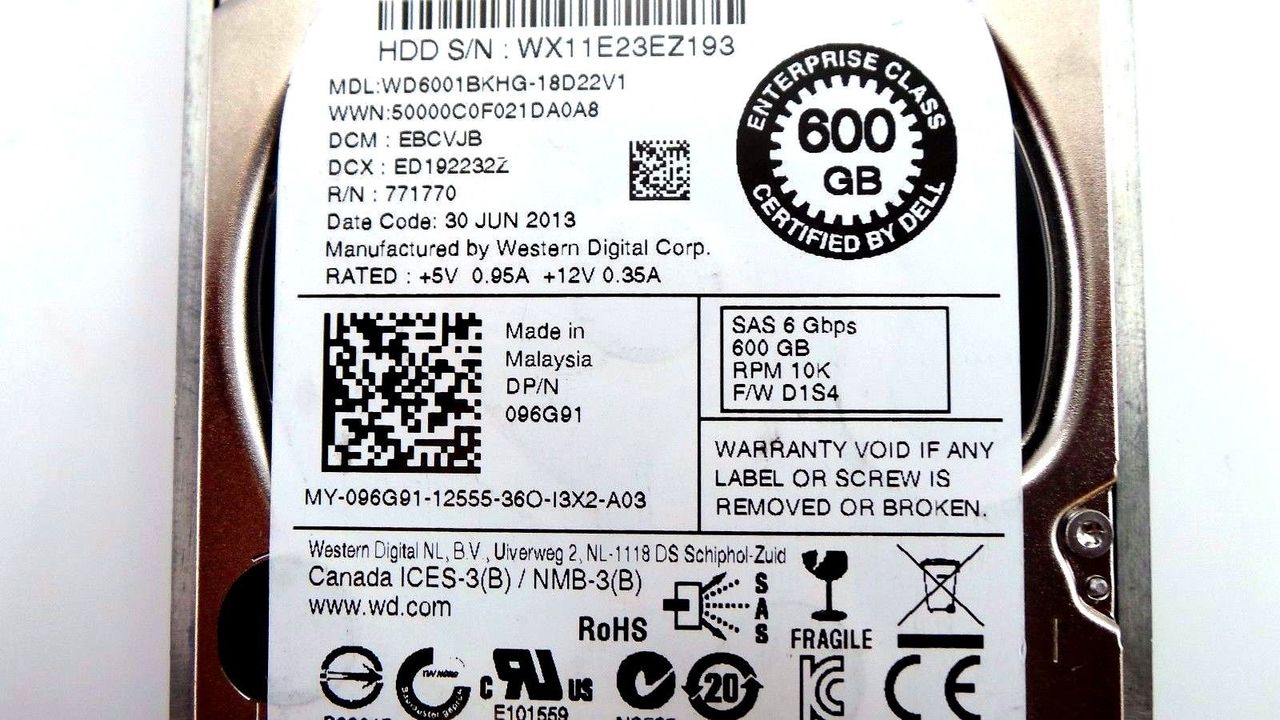 HDD S/N : WX11E23EZ193
MDL:WD6001BKHG-18D22V1
WWN:50000C0F021DA0A8
DCM : EBCVJB
DCX : ED192232Z
R/N : 771770
Date Code: 30 JUN 2013
Manufactured by Western Digital Corp.
RATED : +5V 0.95A +12V 0.35A
ENTERPRISE CLASS
600
GB
CERTIFIED BY DELL
Made in
Malaysia
DP/N
096G91
MY-096G91-12555-36O-I3X2-A03
SAS 6 Gbps
600 GB
RPM 10K
F/W D1S4
WARRANTY VOID IF ANY
LABEL OR SCREW IS
REMOVED OR BROKEN.
Western Digital NL, B.V., Uiverweg 2, NL-1118 DS Schiphol-Zuid
Canada ICES-3(B) / NMB-3(B)
www.wd.com
RoHS
SAS
FRAGILE
c RU us
E101559
20
CE